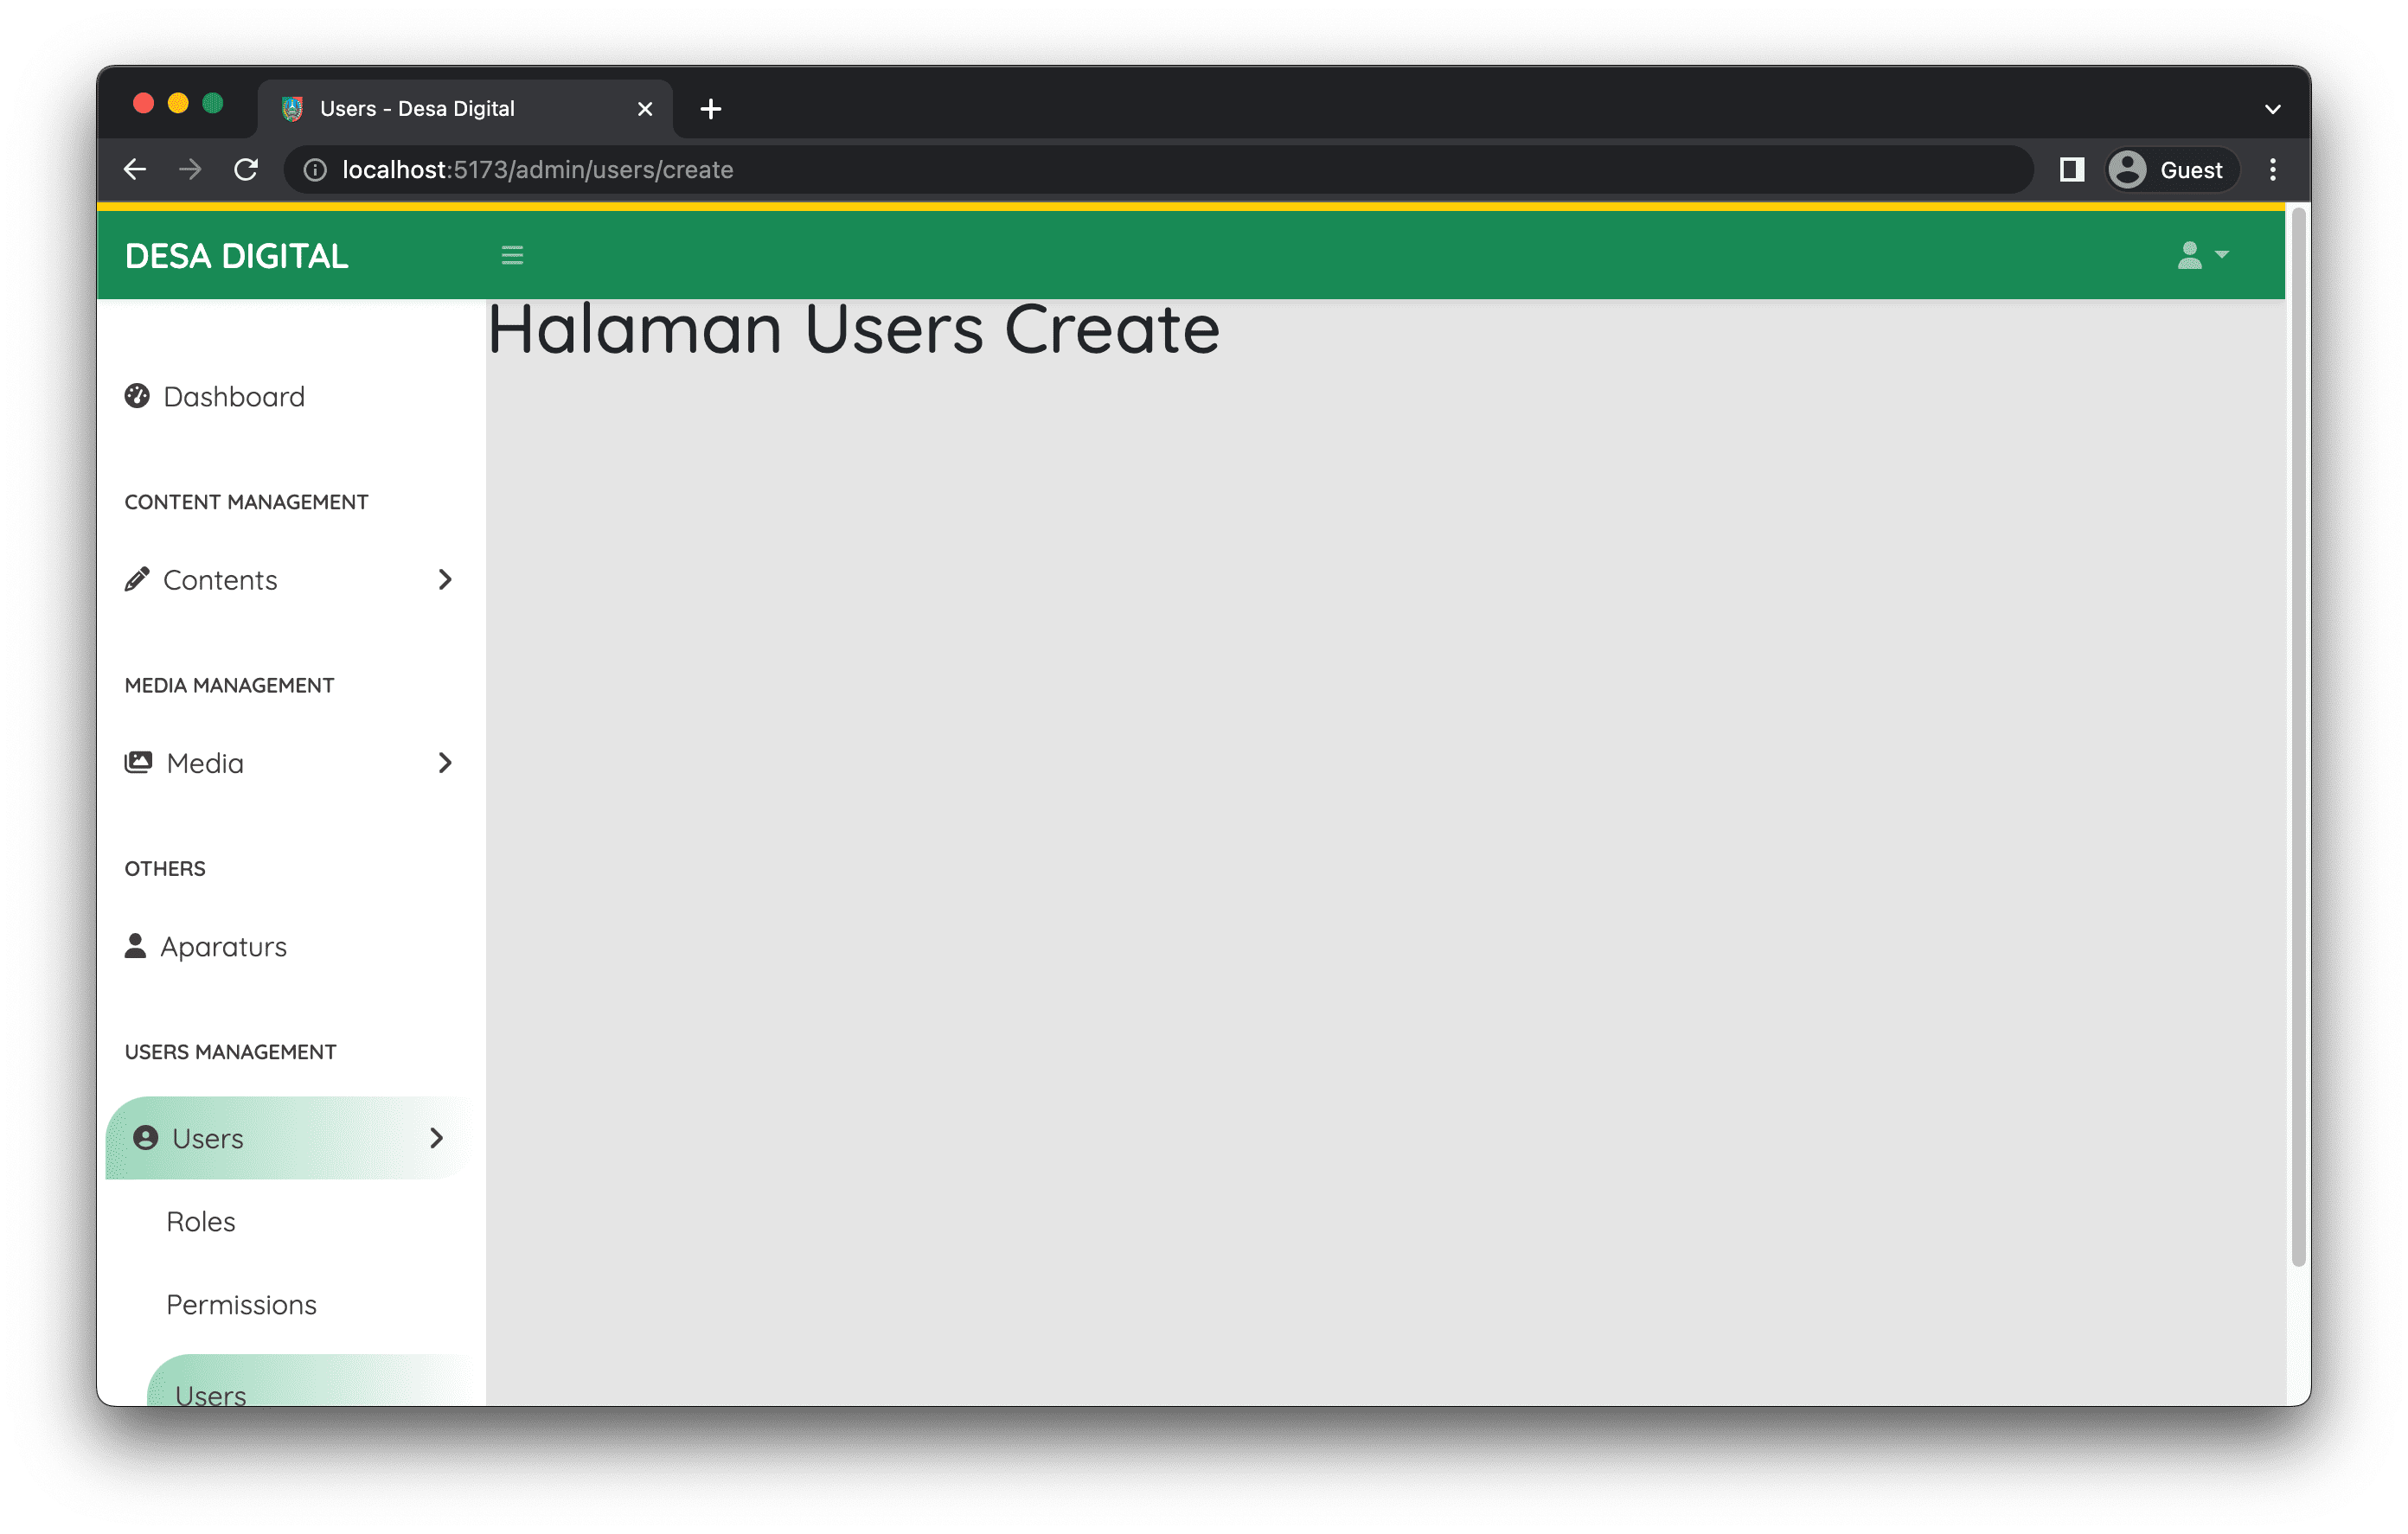 Users - Desa Digital
localhost:5173/admin/users/create
Guest
DESA DIGITAL
Halaman Users Create
Dashboard
CONTENT MANAGEMENT
Contents
MEDIA MANAGEMENT
Media
OTHERS
Aparaturs
USERS MANAGEMENT
Users
Roles
Permissions
Users